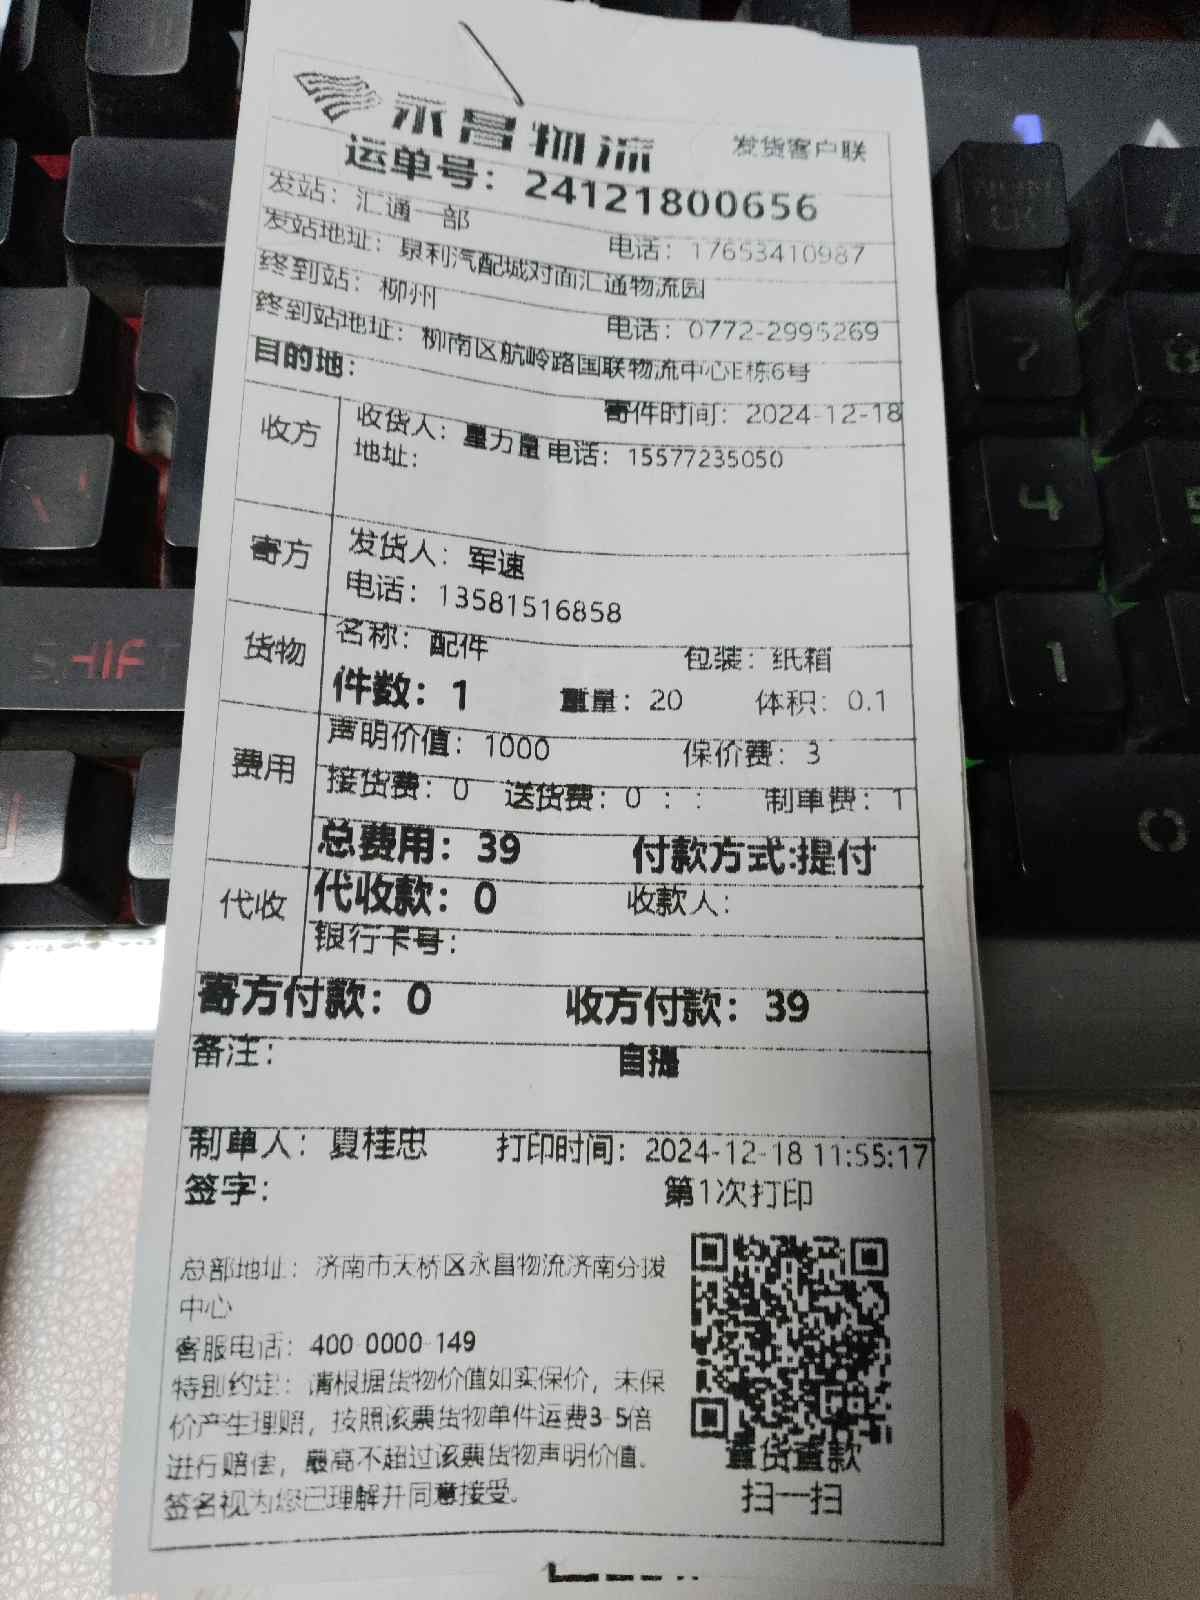 永昌物流
发货客户联
运单号：24121800656
发站：汇通一部
电话：17653410987
发站地址：泉利汽配城对面汇通物流园
终到站：柳州
电话：0772-2995269
终到站地址：柳南区航岭路国联物流中心E栋6号
目的地：
寄件时间：2024-12-18
收方
收货人：量力量 电话：15577235050
地址：
寄方
发货人：军速
电话：13581516858
货物
名称：配件
包装：纸箱
件数：1 重量：20 体积：0.1
费用
声明价值：1000 保价费：3
接货费：0 送货费：0 ： ： 制单费：1
总费用：39 付款方式:提付
代收
代收款：0 收款人：
银行卡号：
寄方付款：0 收方付款：39
备注： 自提
制单人：夏桂忠 打印时间：2024-12-18 11:55:17
签字： 第1次打印
总部地址：济南市天桥区永昌物流济南分拨
中心
客服电话：400-0000-149
特别约定：请根据货物价值如实保价，未保
价产生理赔，按照该票货物单件运费3-5倍
进行赔偿，最高不超过该票货物声明价值。
签名视为您已理解并同意接受。
查货查款
扫一扫
SHIFT
7
8
4
5
1
0